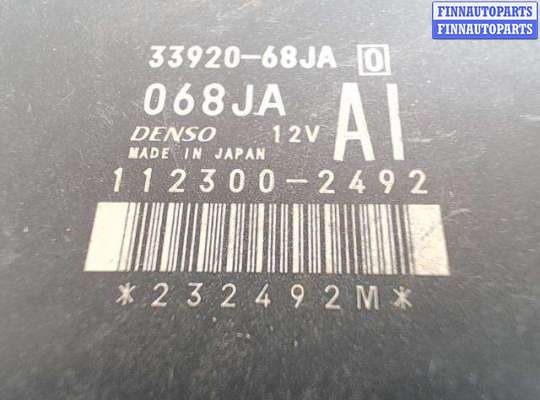 FINNAUTOPARTS
FINNAUTOPARTS
33920-68JA 0
068JA AI
DENSO 12V
MADE IN JAPAN
112300-2492
*232492M*